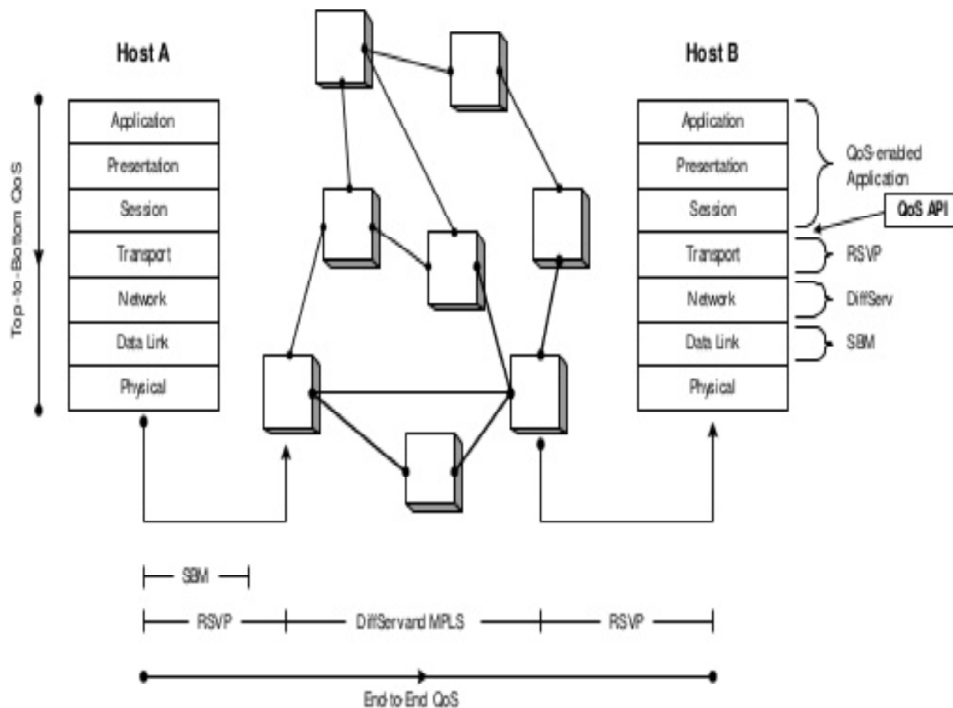 Host A
Host B
Top-to-Bottom QoS
Application
Presentation
Session
Transport
Network
Data Link
Physical
Application
Presentation
Session
Transport
Network
Data Link
Physical
QoS-enabled
Application
QoS API
RSVP
DiffServ
SBM
SBM
RSVP
DiffServ and MPLS
RSVP
End-to-End QoS